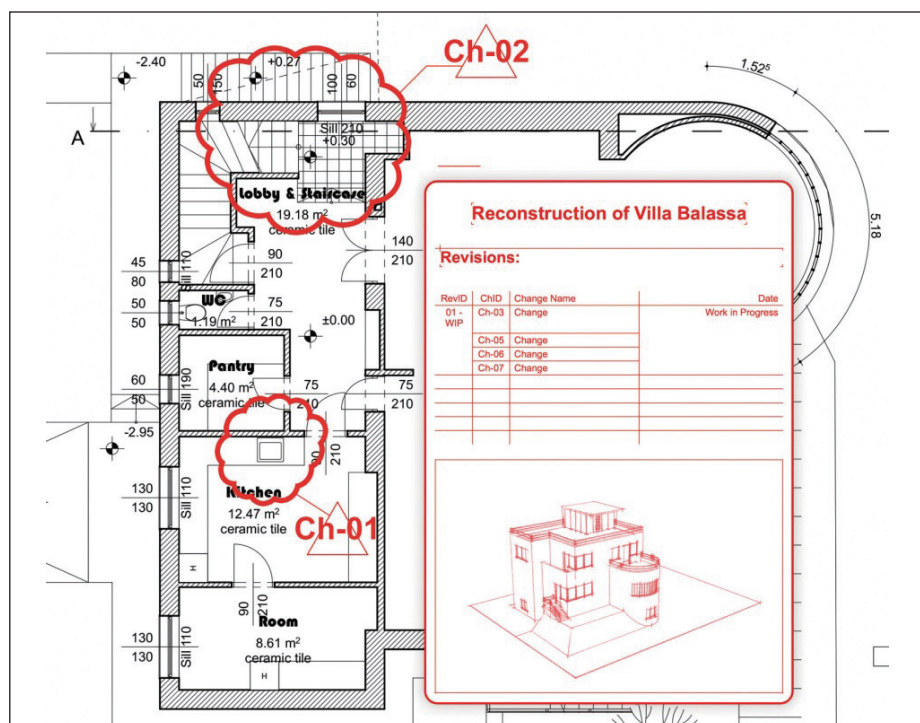 Ch-02
-2.40
+0.27
50
150
100
60
1.52⁵
A
Sill 210
+0.30
Lobby & Staircase
19.18 m²
ceramic tile
Reconstruction of Villa Balassa
5.18
140
210
90
210
Revisions:
45
80
Sill 110
RevID ChID Change Name Date
01 - WIP Ch-03 Change Work in Progress
Ch-05 Change
Ch-06 Change
Ch-07 Change
50
50
WC
1.19 m²
75
210
±0.00
Pantry
4.40 m²
ceramic tile
60
50
Sill 190
75
210
75
210
-2.95
90
210
130
130
Sill 110
Kitchen
12.47 m²
ceramic tile
Ch-01
H
90
210
Room
8.61 m²
ceramic tile
130
130
Sill 110
H